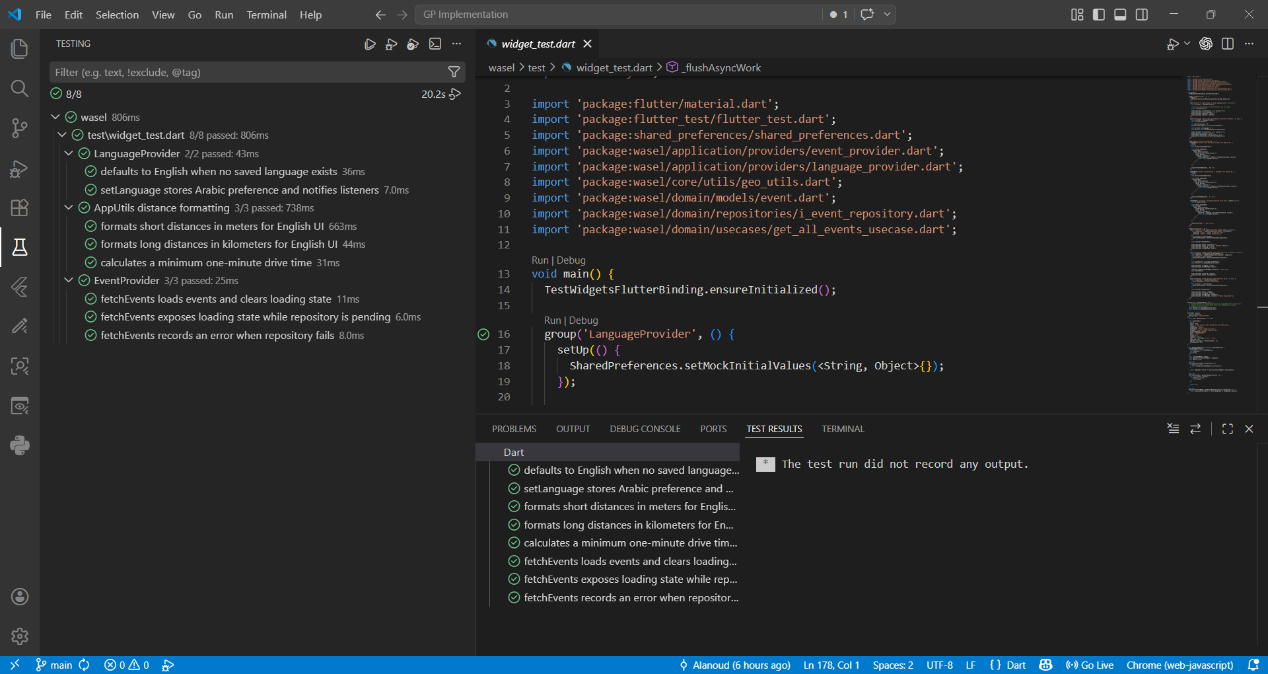 File Edit Selection View Go Run Terminal Help
GP Implementation
1
TESTING
Filter (e.g. text, !exclude, @tag)
8/8
20.2s
wasel 806ms
test\widget_test.dart 8/8 passed: 806ms
LanguageProvider 2/2 passed: 43ms
defaults to English when no saved language exists 36ms
setLanguage stores Arabic preference and notifies listeners 7.0ms
AppUtils distance formatting 3/3 passed: 738ms
formats short distances in meters for English UI 663ms
formats long distances in kilometers for English UI 44ms
calculates a minimum one-minute drive time 31ms
EventProvider 3/3 passed: 25ms
fetchEvents loads events and clears loading state 11ms
fetchEvents exposes loading state while repository is pending 6.0ms
fetchEvents records an error when repository fails 8.0ms
widget_test.dart
wasel > test > widget_test.dart > _flushAsyncWork
2
3 import 'package:flutter/material.dart';
4 import 'package:flutter_test/flutter_test.dart';
5 import 'package:shared_preferences/shared_preferences.dart';
6 import 'package:wasel/application/providers/event_provider.dart';
7 import 'package:wasel/application/providers/language_provider.dart';
8 import 'package:wasel/core/utils/geo_utils.dart';
9 import 'package:wasel/domain/models/event.dart';
10 import 'package:wasel/domain/repositories/i_event_repository.dart';
11 import 'package:wasel/domain/usecases/get_all_events_usecase.dart';
12
Run | Debug
13 void main() {
14 TestWidgetsFlutterBinding.ensureInitialized();
15
Run | Debug
16 group('LanguageProvider', () {
17 setUp(() {
18 SharedPreferences.setMockInitialValues(<String, Object>{});
19 });
20
PROBLEMS OUTPUT DEBUG CONSOLE PORTS TEST RESULTS TERMINAL
Dart
defaults to English when no saved language...
setLanguage stores Arabic preference and ...
formats short distances in meters for Englis...
formats long distances in kilometers for En...
calculates a minimum one-minute drive tim...
fetchEvents loads events and clears loading...
fetchEvents exposes loading state while rep...
fetchEvents records an error when repositor...
* The test run did not record any output.
main 0 0 Alanoud (6 hours ago) Ln 178, Col 1 Spaces: 2 UTF-8 LF { } Dart Go Live Chrome (web-javascript)